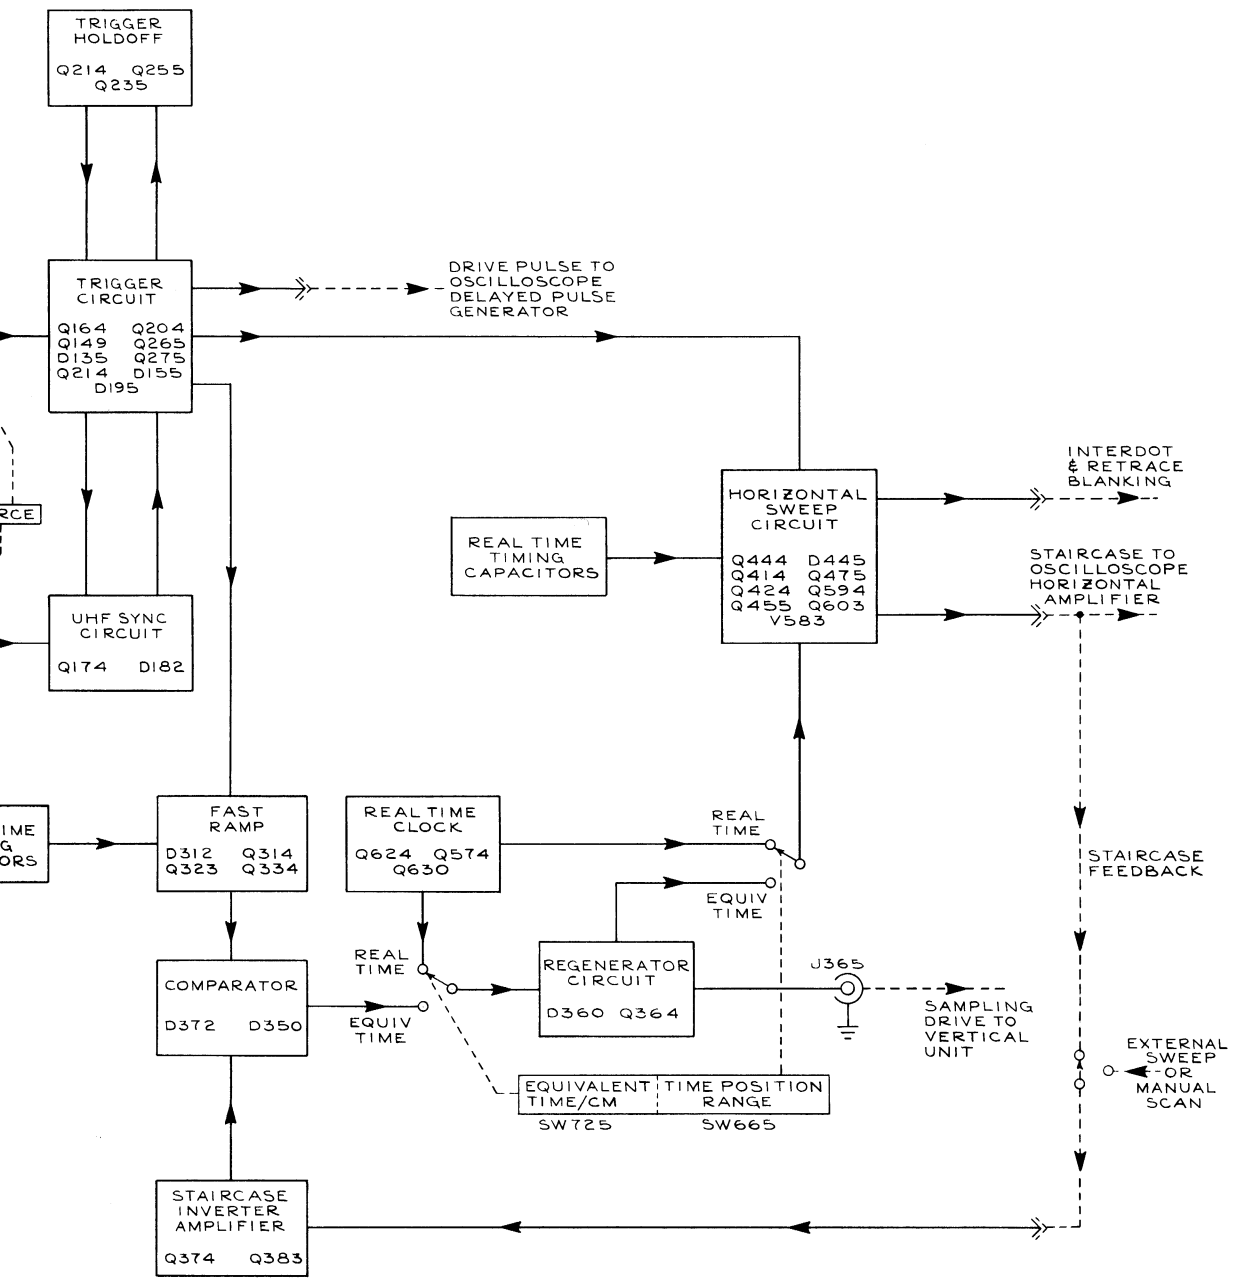 TRIGGER
HOLDOFF
Q214 Q255
Q235
TRIGGER
CIRCUIT
Q164 Q204
Q149 Q265
D135 Q275
Q214 D155
D195
DRIVE PULSE TO
OSCILLOSCOPE
DELAYED PULSE
GENERATOR
RCE
UHF SYNC
CIRCUIT
Q174 D182
REAL TIME
TIMING
CAPACITORS
HORIZONTAL
SWEEP
CIRCUIT
Q444 D445
Q414 Q475
Q424 Q594
Q455 Q603
V583
INTERDOT
& RETRACE
BLANKING
STAIRCASE TO
OSCILLOSCOPE
HORIZONTAL
AMPLIFIER
IME
G
ORS
FAST
RAMP
D312 Q314
Q323 Q334
REAL TIME
CLOCK
Q624 Q574
Q630
REAL
TIME
EQUIV
TIME
STAIRCASE
FEEDBACK
COMPARATOR
D372 D350
REAL
TIME
EQUIV
TIME
REGENERATOR
CIRCUIT
D360 Q364
J365
SAMPLING
DRIVE TO
VERTICAL
UNIT
EXTERNAL
SWEEP
OR
MANUAL
SCAN
EQUIVALENT
TIME/CM
TIME POSITION
RANGE
SW725
SW665
STAIRCASE
INVERTER
AMPLIFIER
Q374 Q383